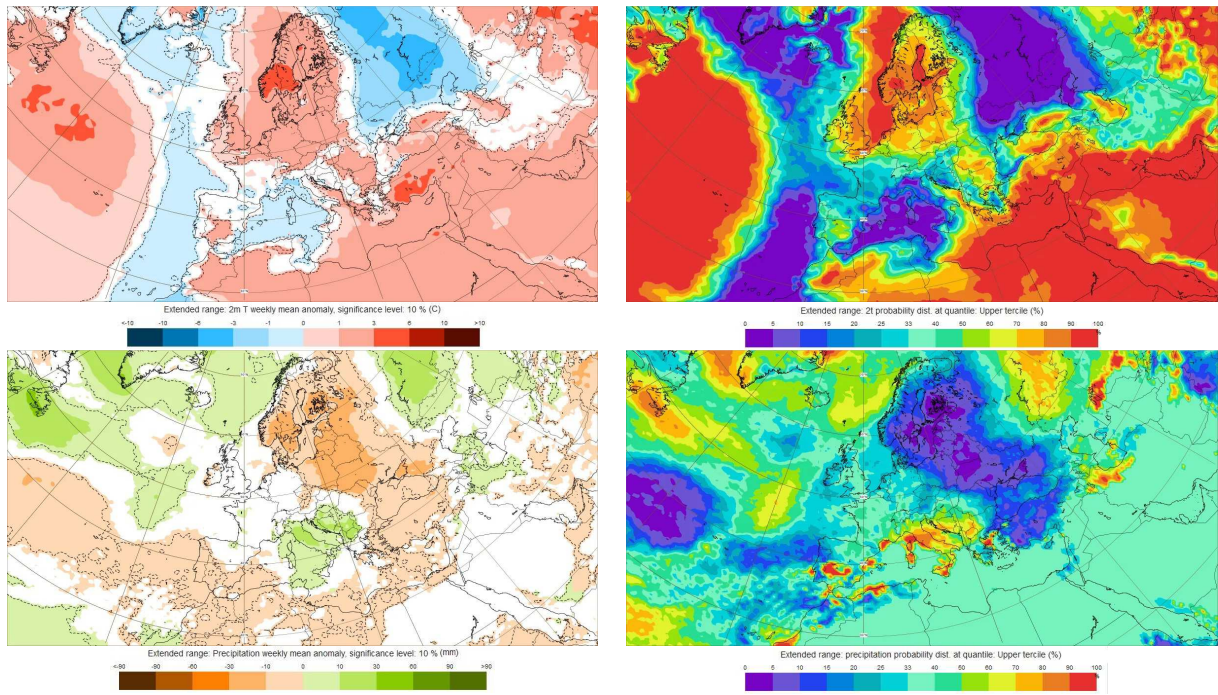 Extended range: 2m T weekly mean anomaly, significance level: 10 % (C)
<-10 -10 -6 -3 -1 0 1 3 6 10 >10
Extended range: 2t probability dist. at quantile: Upper tercile (%)
0 5 10 20 33 40 50 60 70 80 90 100
%
Extended range: Precipitation weekly mean anomaly, significance level: 10 % (mm)
<-90 -90 -60 -30 -10 0 10 30 60 90 >90
Extended range: precipitation probability dist. at quantile: Upper tercile (%)
0 5 10 20 33 40 50 60 70 80 90 100
%